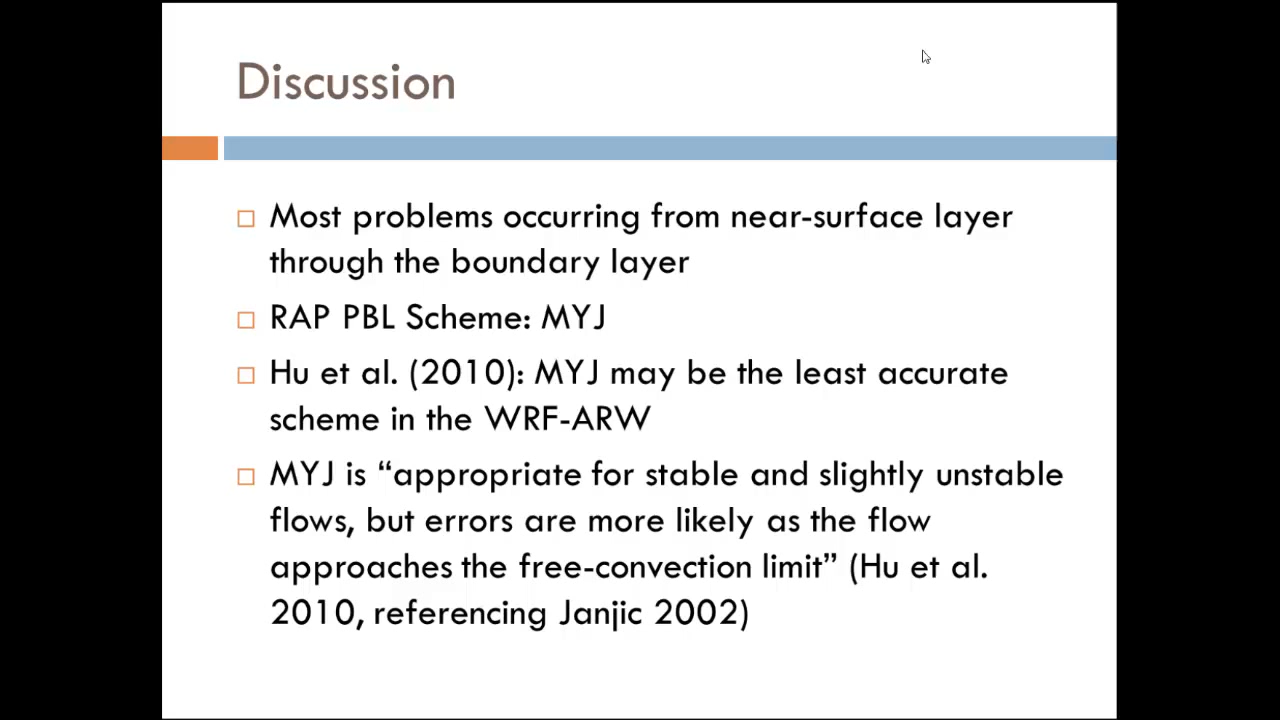 Discussion
Most problems occurring from near-surface layer
through the boundary layer
RAP PBL Scheme: MYJ
Hu et al. (2010): MYJ may be the least accurate
scheme in the WRF-ARW
MYJ is “appropriate for stable and slightly unstable
flows, but errors are more likely as the flow
approaches the free-convection limit” (Hu et al.
2010, referencing Janjic 2002)